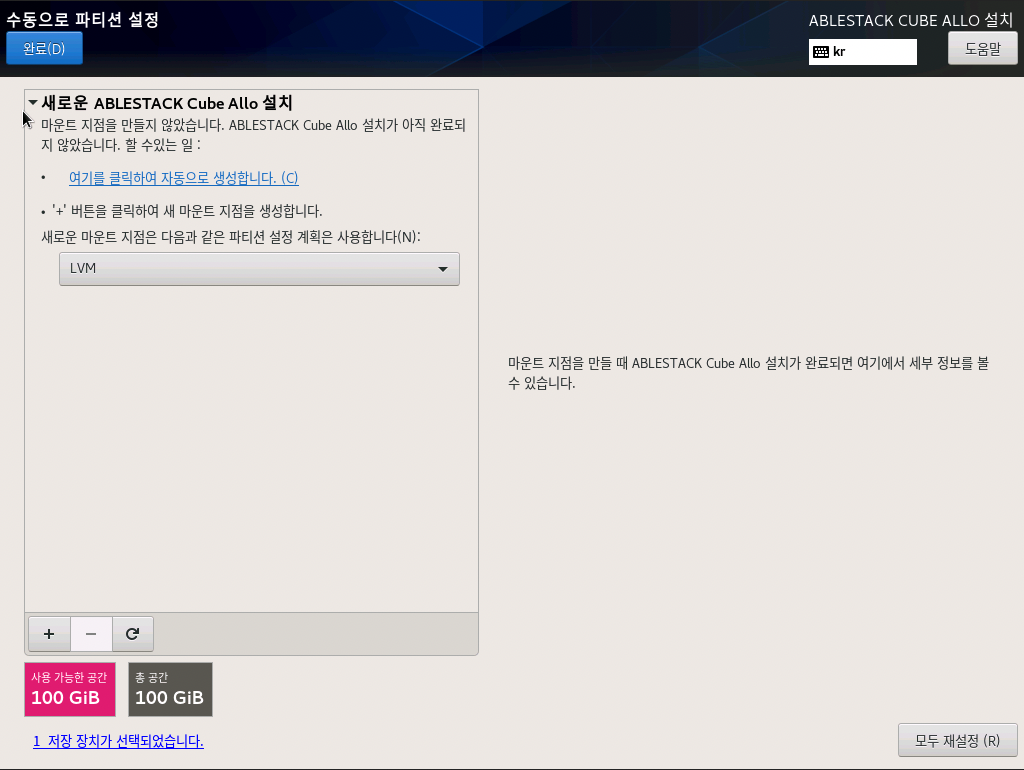 수동으로 파티션 설정
ABLESTACK CUBE ALLO 설치
완료(D)
kr
도움말
새로운 ABLESTACK Cube Allo 설치
마운트 지점을 만들지 않았습니다. ABLESTACK Cube Allo 설치가 아직 완료되
지 않았습니다. 할 수있는 일 :
• 여기를 클릭하여 자동으로 생성합니다. (C)
• '+' 버튼을 클릭하여 새 마운트 지점을 생성합니다.
새로운 마운트 지점은 다음과 같은 파티션 설정 계획은 사용합니다(N):
LVM
마운트 지점을 만들 때 ABLESTACK Cube Allo 설치가 완료되면 여기에서 세부 정보를 볼
수 있습니다.
+ − 
사용 가능한 공간
100 GiB
총 공간
100 GiB
1 저장 장치가 선택되었습니다.
모두 재설정 (R)